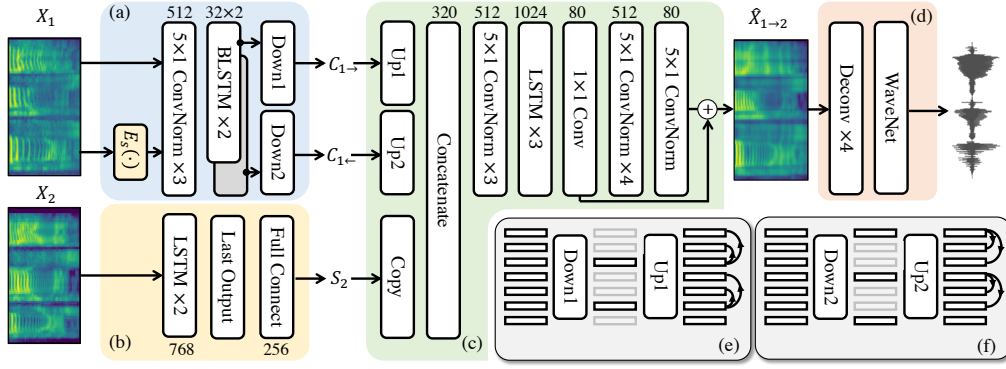 X₁
(a)
512
32×2
5×1 ConvNorm ×3
BLSTM ×2
Down1
Down2
Eₛ(·)
C₁→
C₁←
X₂
LSTM ×2
Last Output
Full Connect
S₂
(b)
768
256
320
512
1024
80
512
80
Up1
Up2
Copy
Concatenate
5×1 ConvNorm ×3
LSTM ×3
1×1 Conv
5×1 ConvNorm ×4
5×1 ConvNorm
+
(c)
X̂₁→₂
(d)
Deconv ×4
WaveNet
Down1
Up1
(e)
Down2
Up2
(f)